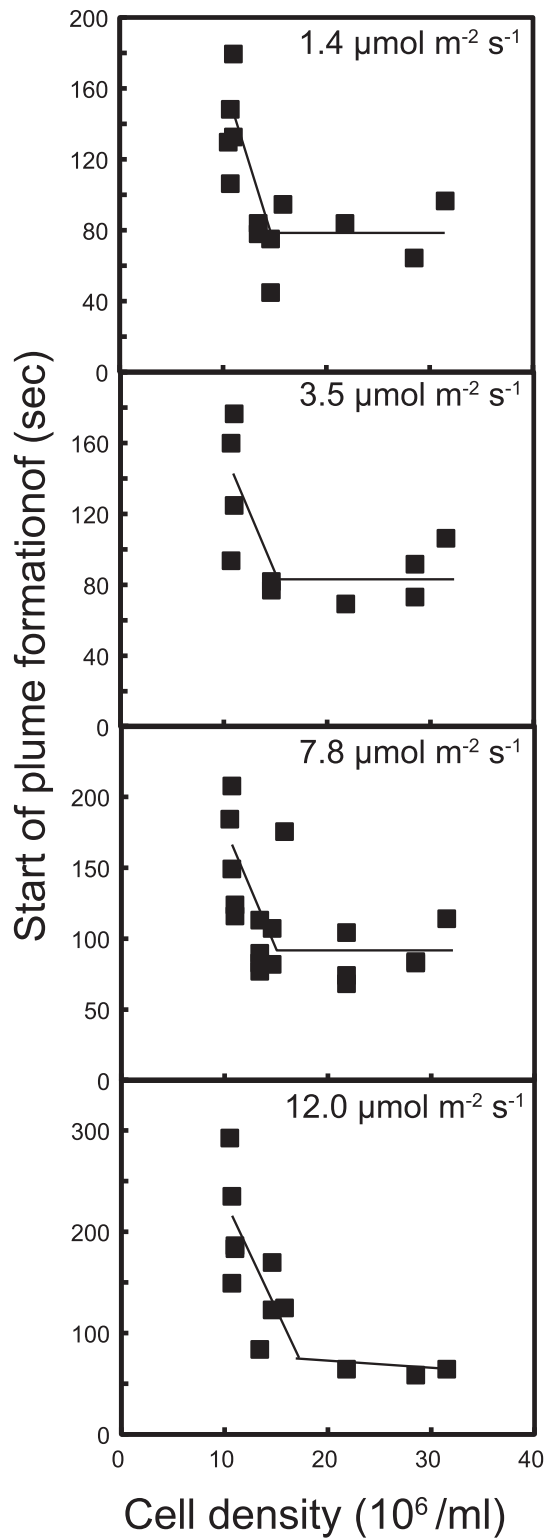 Start of plume formationof (sec)
1.4 µmol m-2 s-1
200
160
120
80
40
0
3.5 µmol m-2 s-1
160
120
80
40
0
7.8 µmol m-2 s-1
200
150
100
50
0
12.0 µmol m-2 s-1
300
200
100
0
0 10 20 30 40
Cell density (10⁶ /ml)